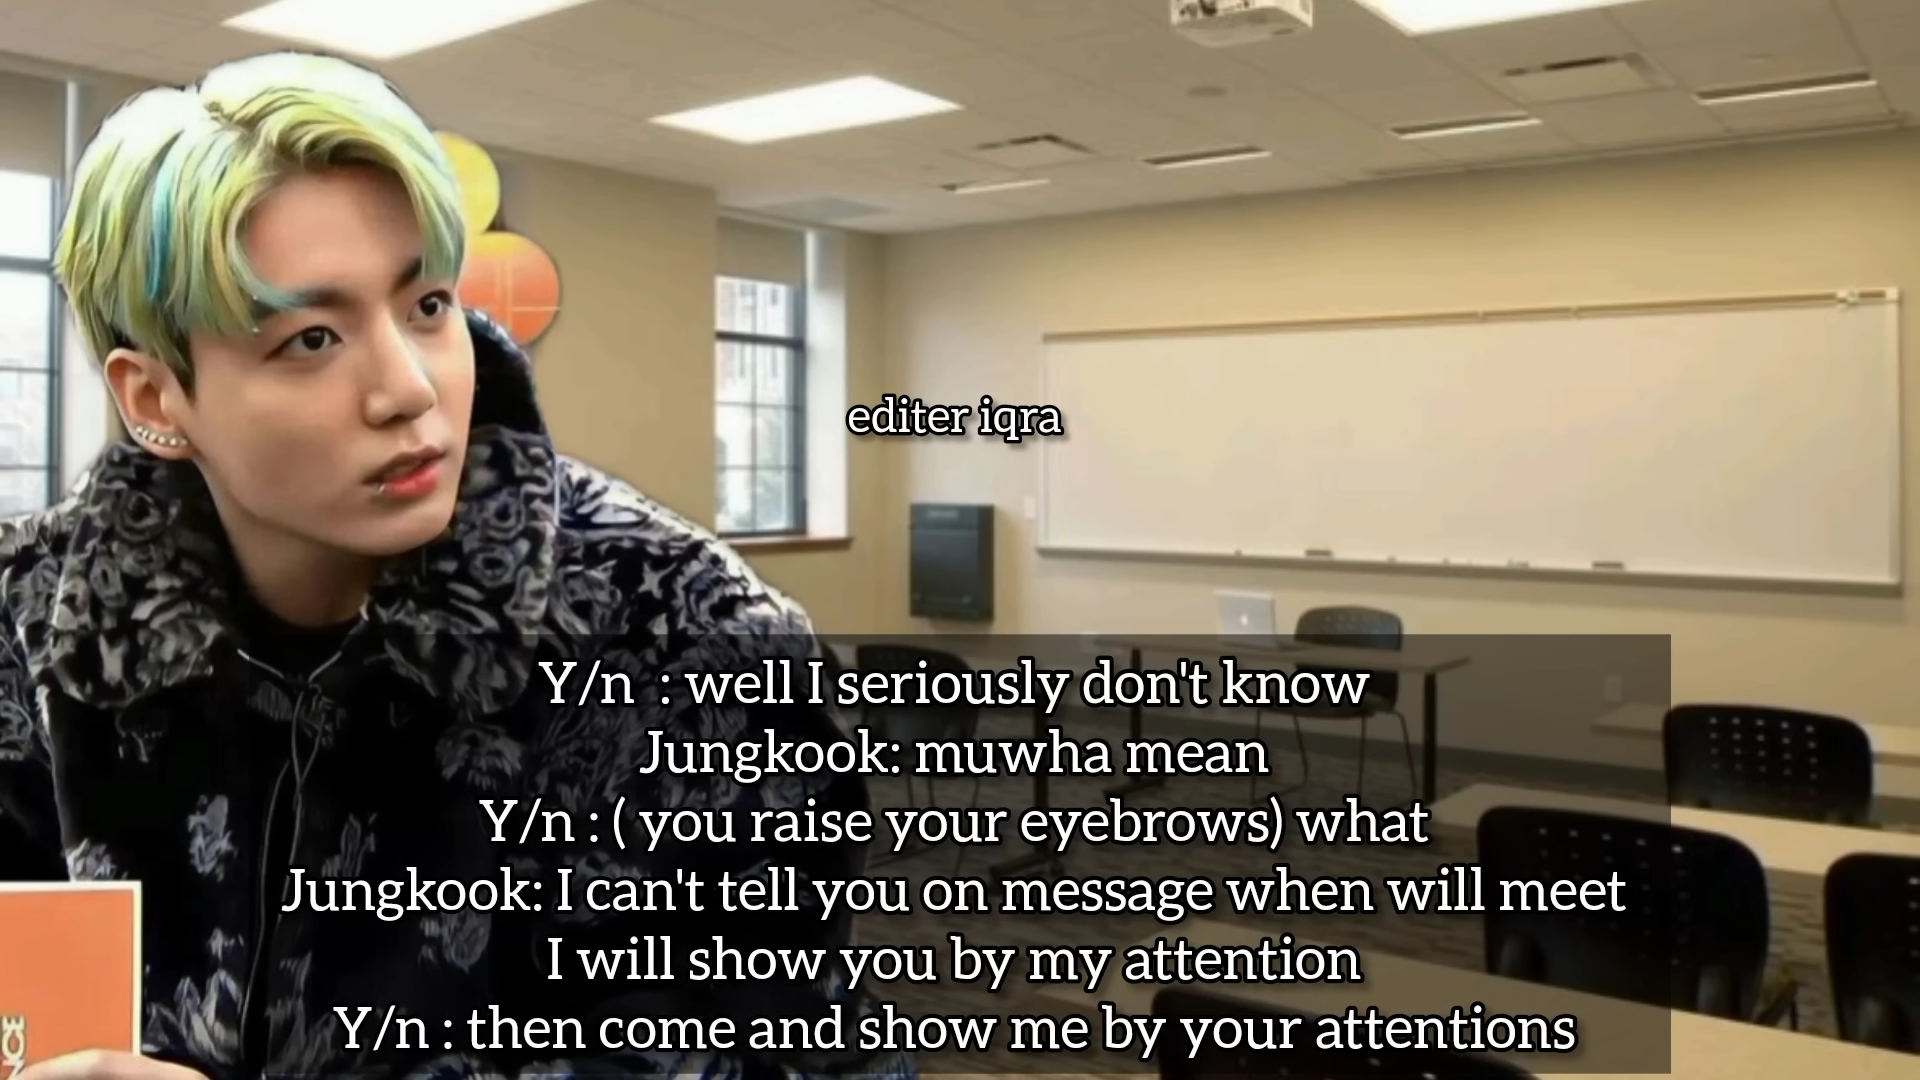 editer iqra
Y/n : well I seriously don't know
Jungkook: muwha mean
Y/n : ( you raise your eyebrows) what
Jungkook: I can't tell you on message when will meet
I will show you by my attention
Y/n : then come and show me by your attentions
NCE